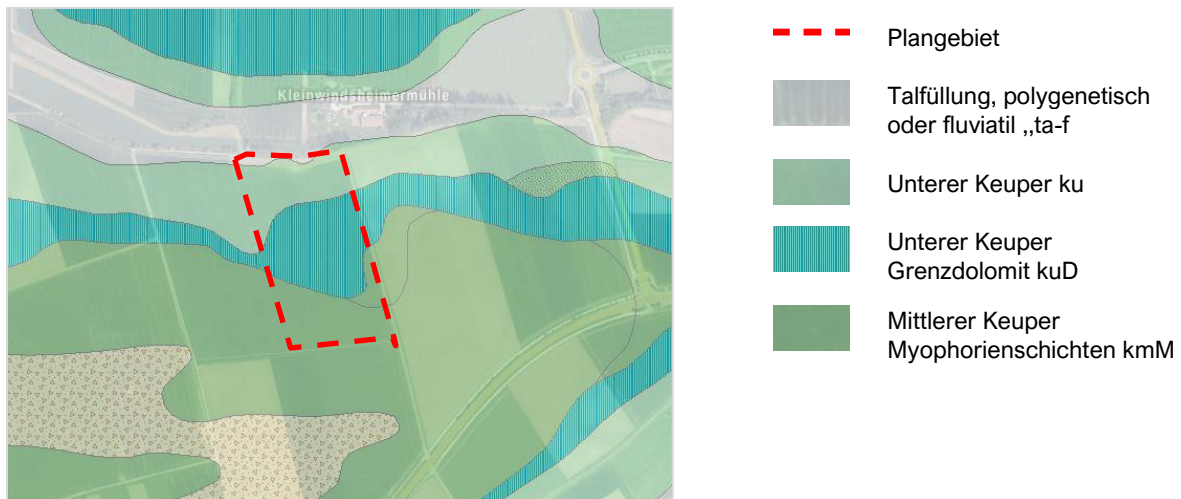 Kleinwindsheimermühle
Plangebiet
Talfüllung, polygenetisch
oder fluviatil ,,ta-f
Unterer Keuper ku
Unterer Keuper
Grenzdolomit kuD
Mittlerer Keuper
Myophorienschichten kmM